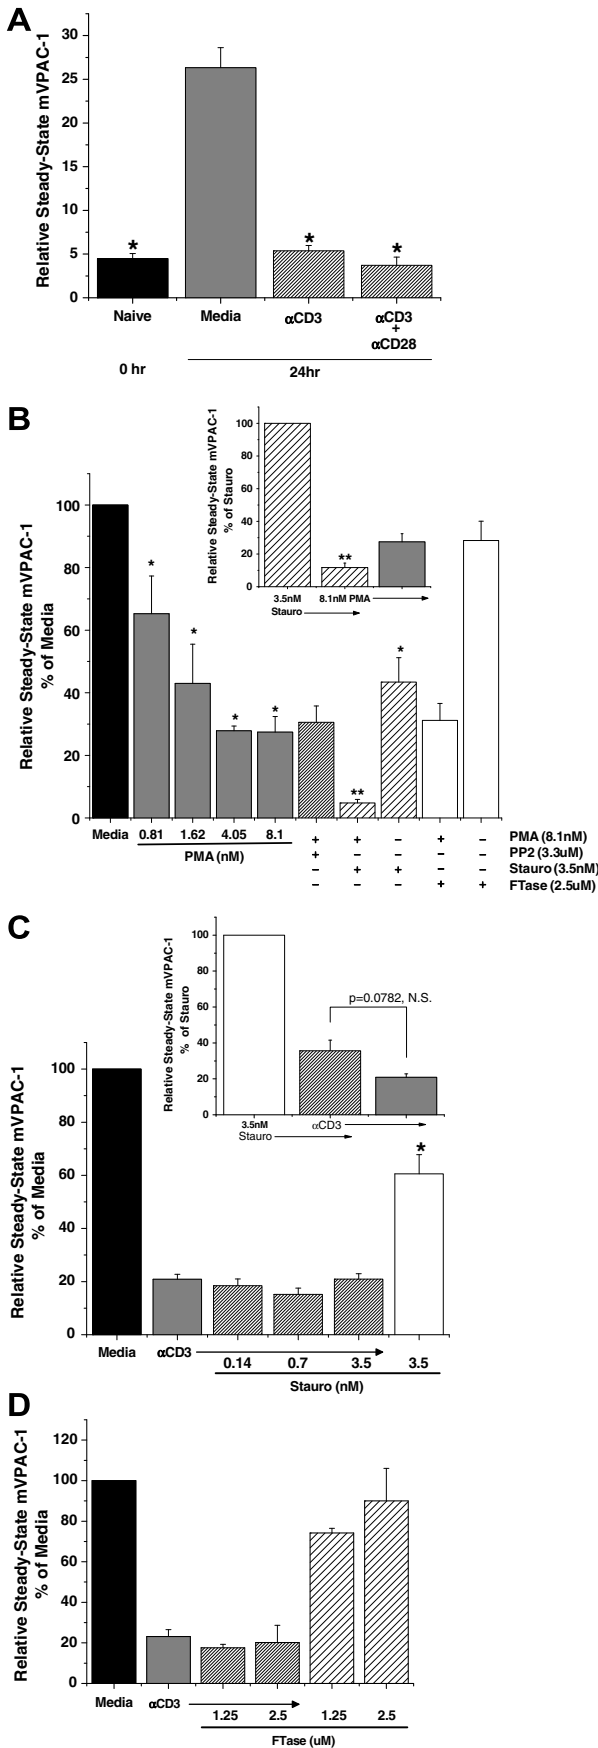 A
Relative Steady-State mVPAC-1
30
25
20
15
10
5
0
*
*
*
Naive
Media
αCD3
αCD3
+
αCD28
0 hr
24hr
B
Relative Steady-State mVPAC-1
% of Stauro
100
80
60
40
20
0
**
3.5nM
8.1nM PMA
Stauro
Relative Steady-State mVPAC-1
% of Media
100
80
60
40
20
0
*
*
*
*
**
*
Media
0.81
1.62
4.05
8.1
PMA (nM)
+ + – + – PMA (8.1nM)
+ – – – – PP2 (3.3uM)
– + + – – Stauro (3.5nM)
– – – + + FTase (2.5uM)
C
Relative Steady-State mVPAC-1
% of Stauro
100
80
60
40
20
0
p=0.0782, N.S.
3.5nM
αCD3
Stauro
Relative Steady-State mVPAC-1
% of Media
100
80
60
40
20
0
*
Media
αCD3
0.14
0.7
3.5
3.5
Stauro (nM)
D
Relative Steady-State mVPAC-1
% of Media
120
100
80
60
40
20
0
Media
αCD3
1.25
2.5
1.25
2.5
FTase (uM)